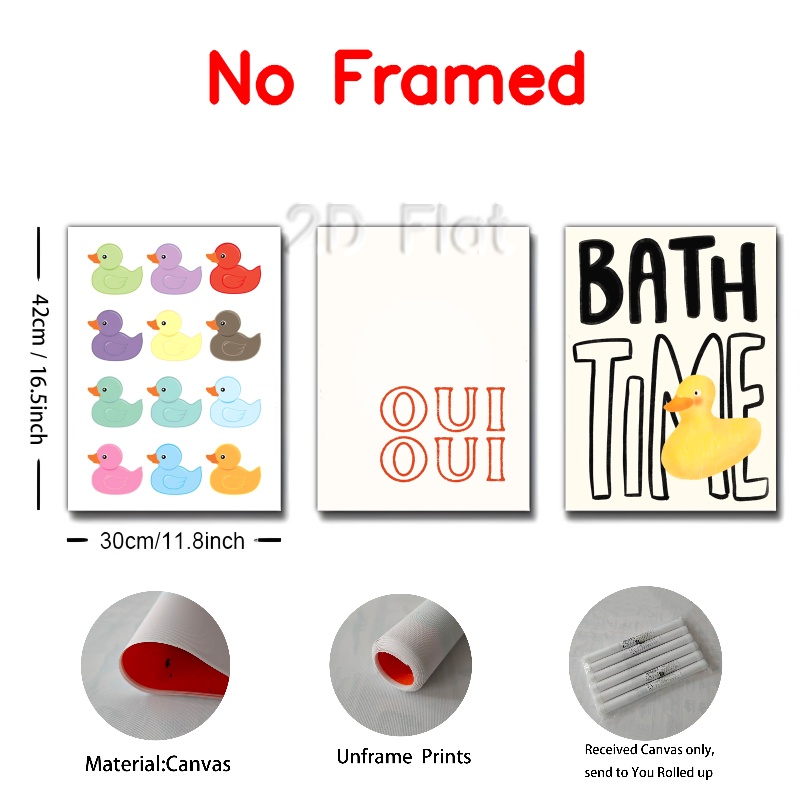 No Framed
2D Flat
42cm / 16.5inch
OUI
OUI
BATH
TIME
30cm/11.8inch
Material:Canvas
Unframe Prints
Received Canvas only,
send to You Rolled up